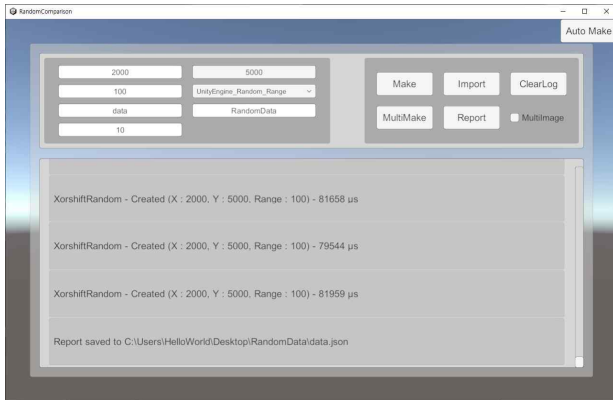 RandomComparison
Auto Make
2000
5000
100
UnityEngine_Random_Range
data
RandomData
10
Make
Import
ClearLog
MultiMake
Report
MultiImage
XorshiftRandom - Created (X : 2000, Y : 5000, Range : 100) - 81658 µs
XorshiftRandom - Created (X : 2000, Y : 5000, Range : 100) - 79544 µs
XorshiftRandom - Created (X : 2000, Y : 5000, Range : 100) - 81959 µs
Report saved to C:\Users\HelloWorld\Desktop\RandomData\data.json